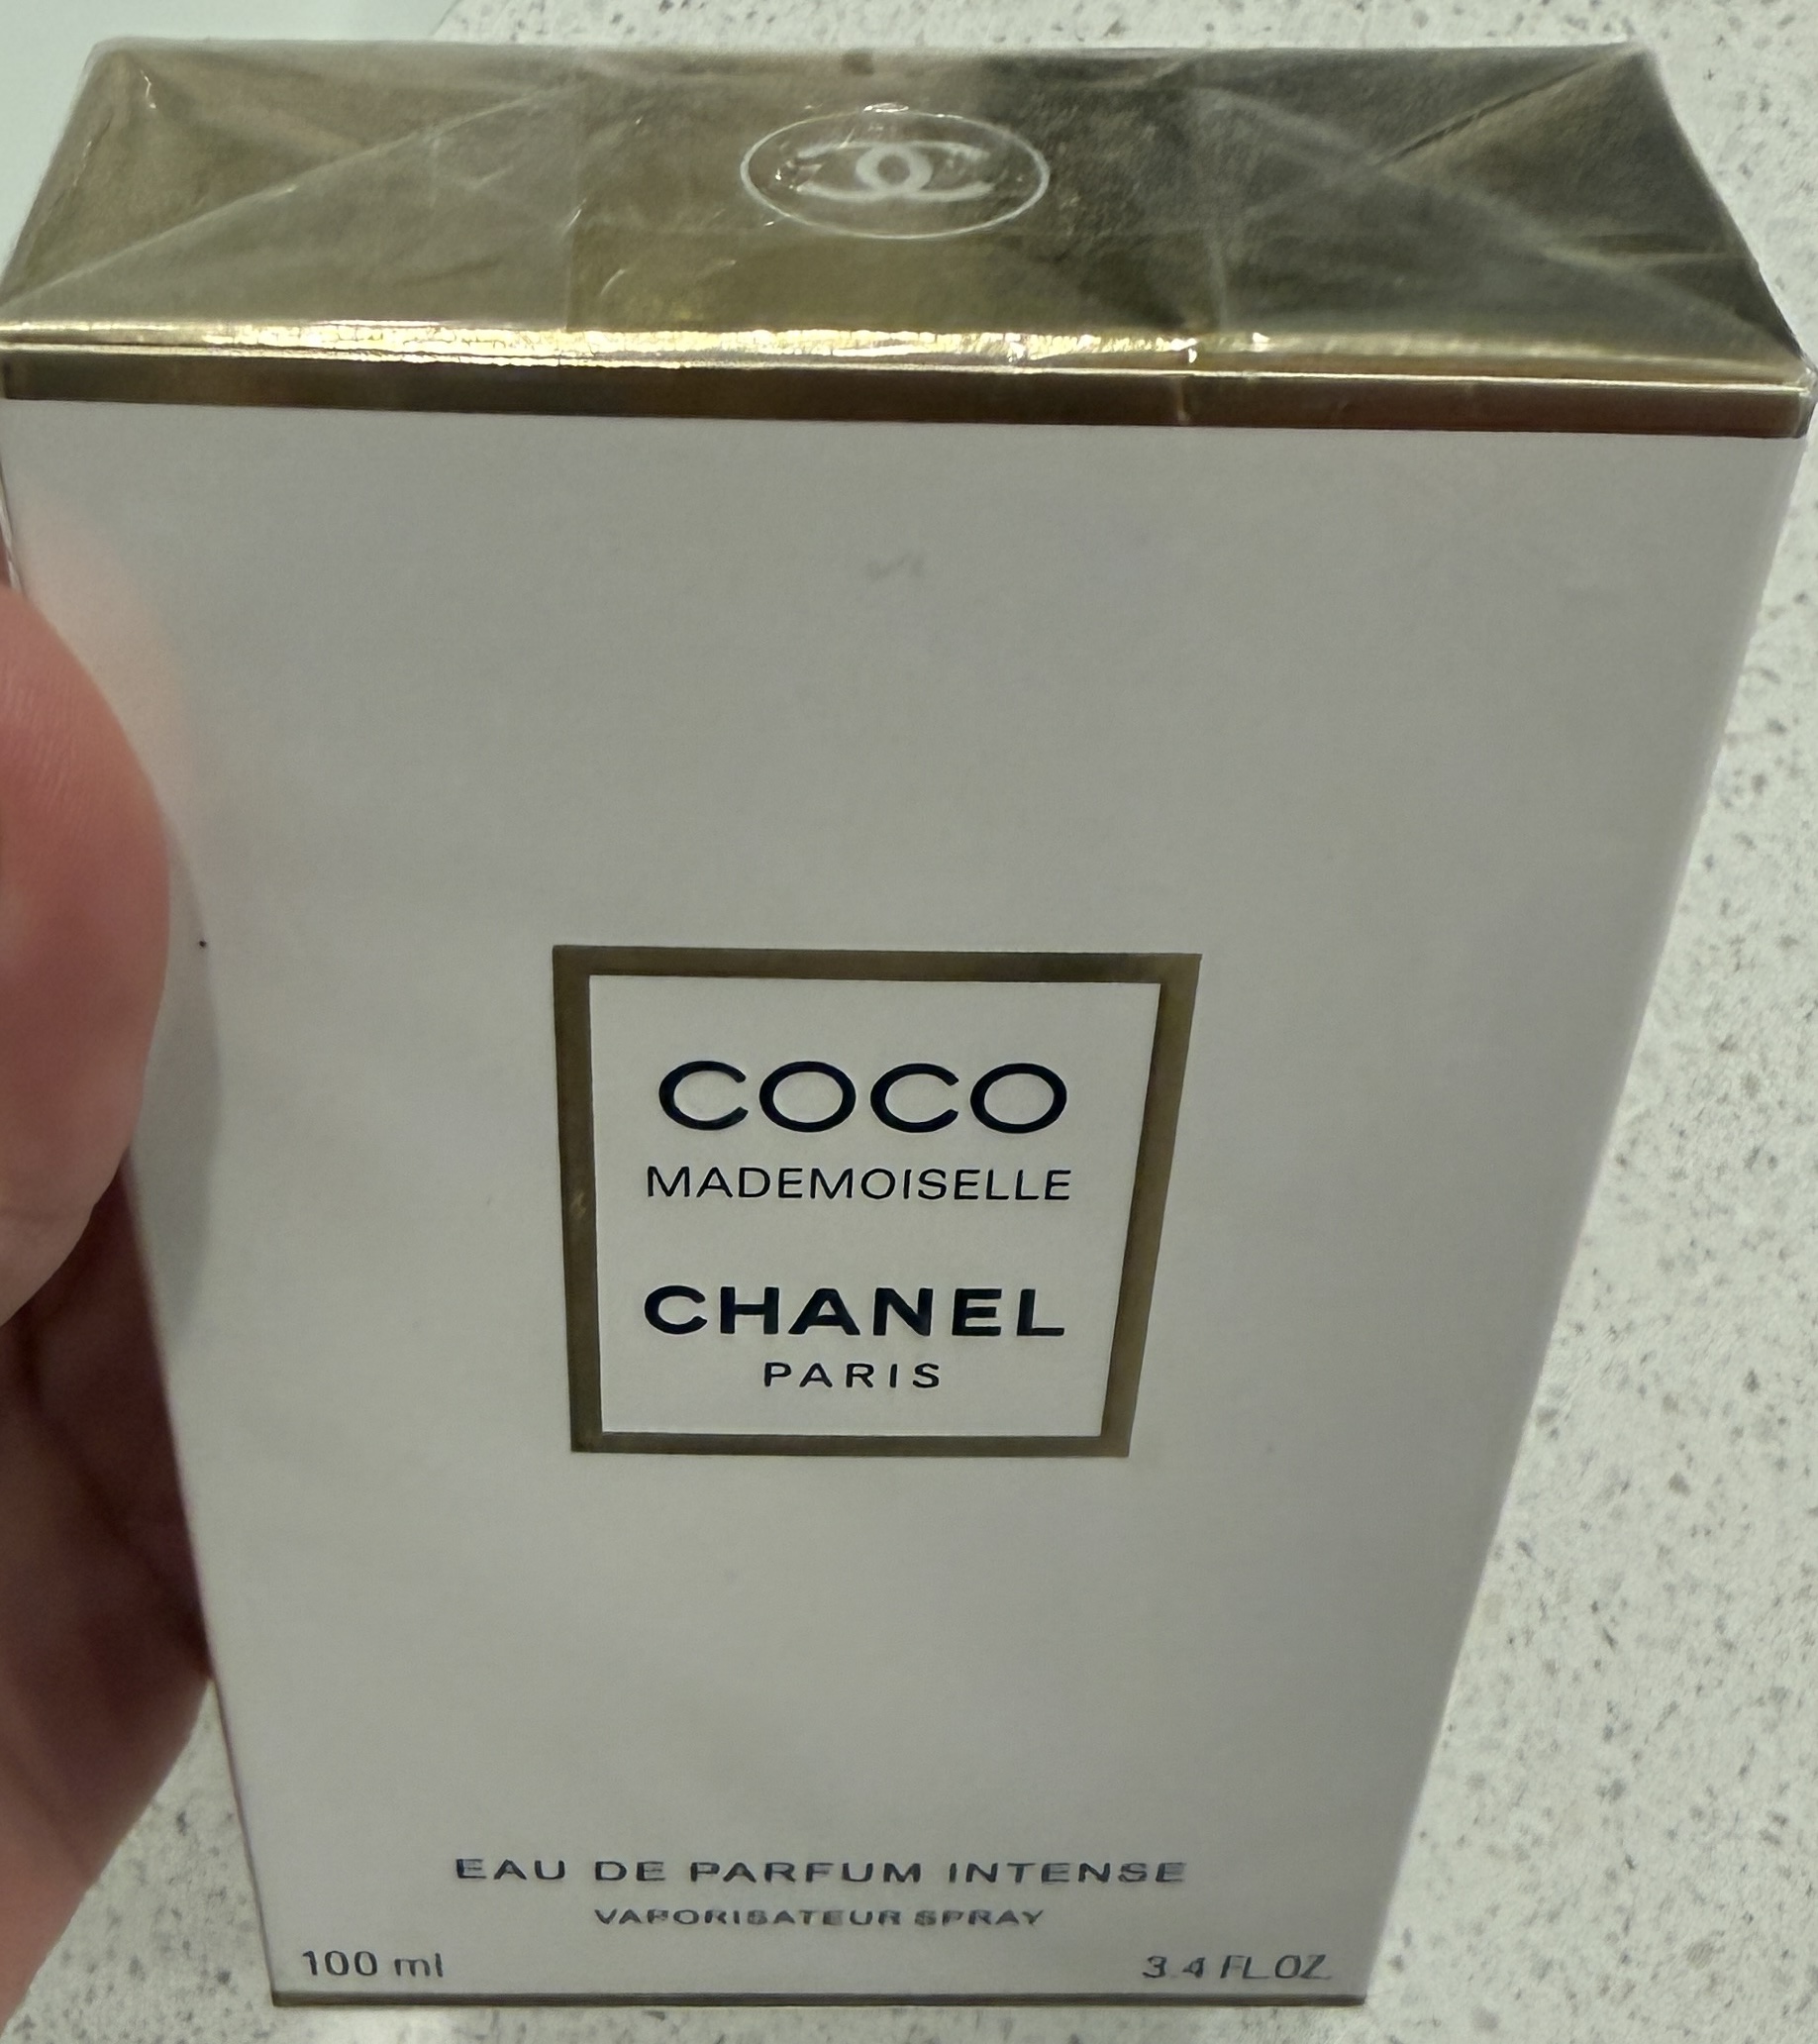 COCO
MADEMOISELLE
CHANEL
PARIS
EAU DE PARFUM INTENSE
VAPORISATEUR SPRAY
100 ml
3.4 FL.OZ.